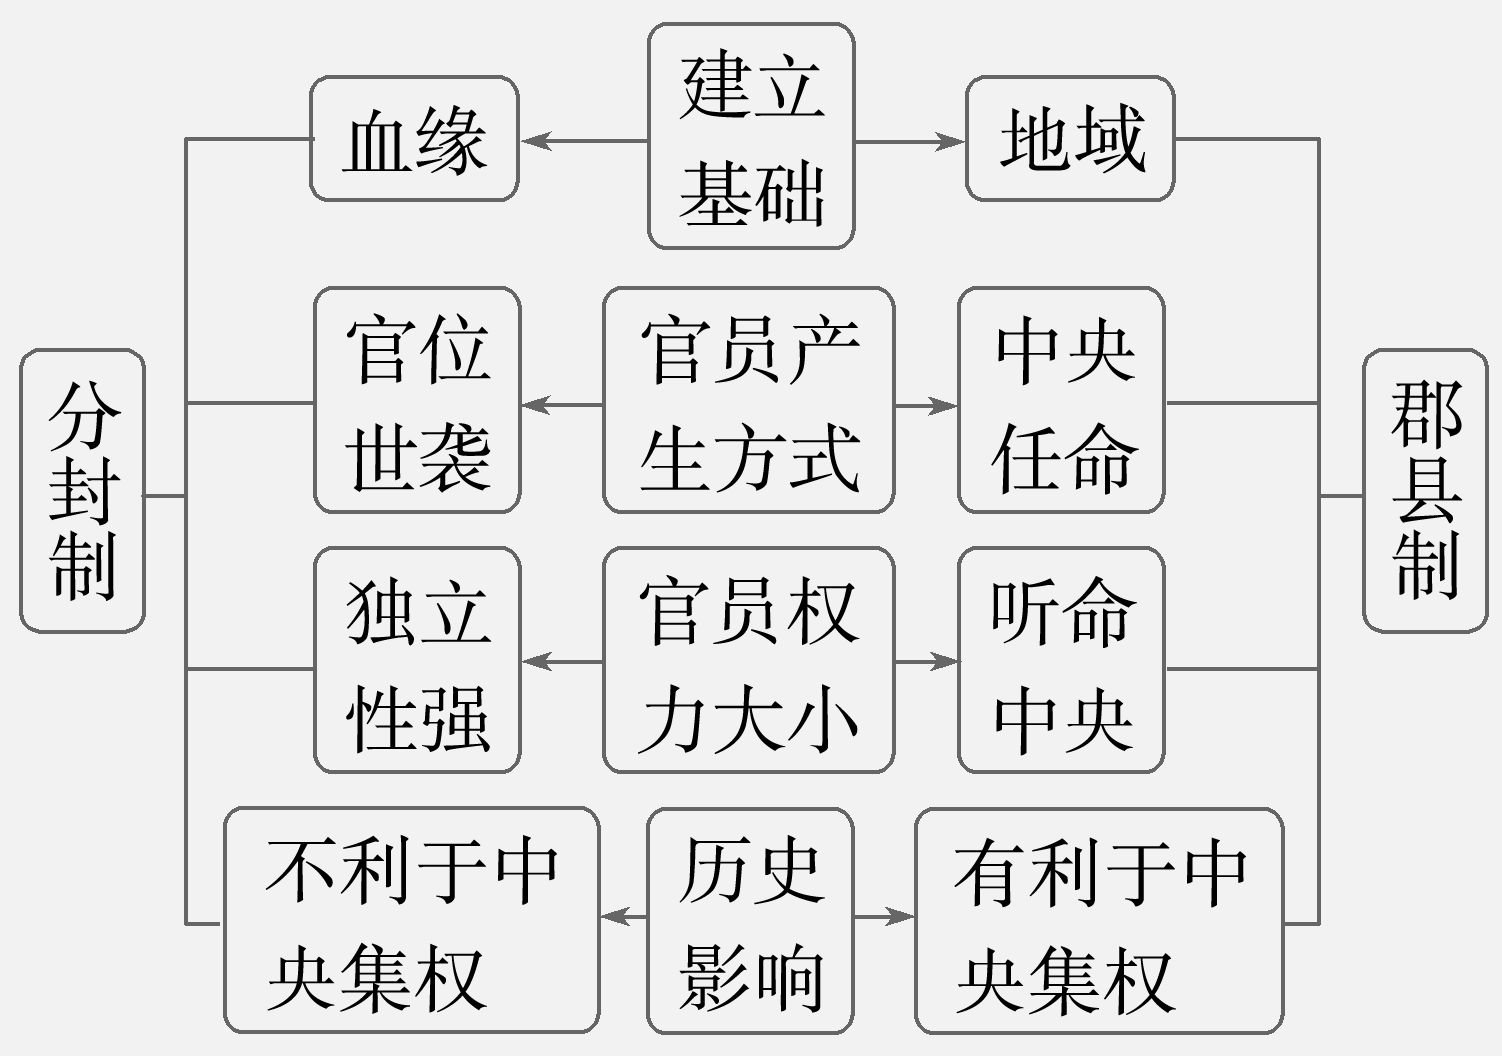 分封制
血缘
建立
基础
地域
官位
世袭
官员产
生方式
中央
任命
独立
性强
官员权
力大小
听命
中央
不利于中
央集权
历史
影响
有利于中
央集权
郡县制